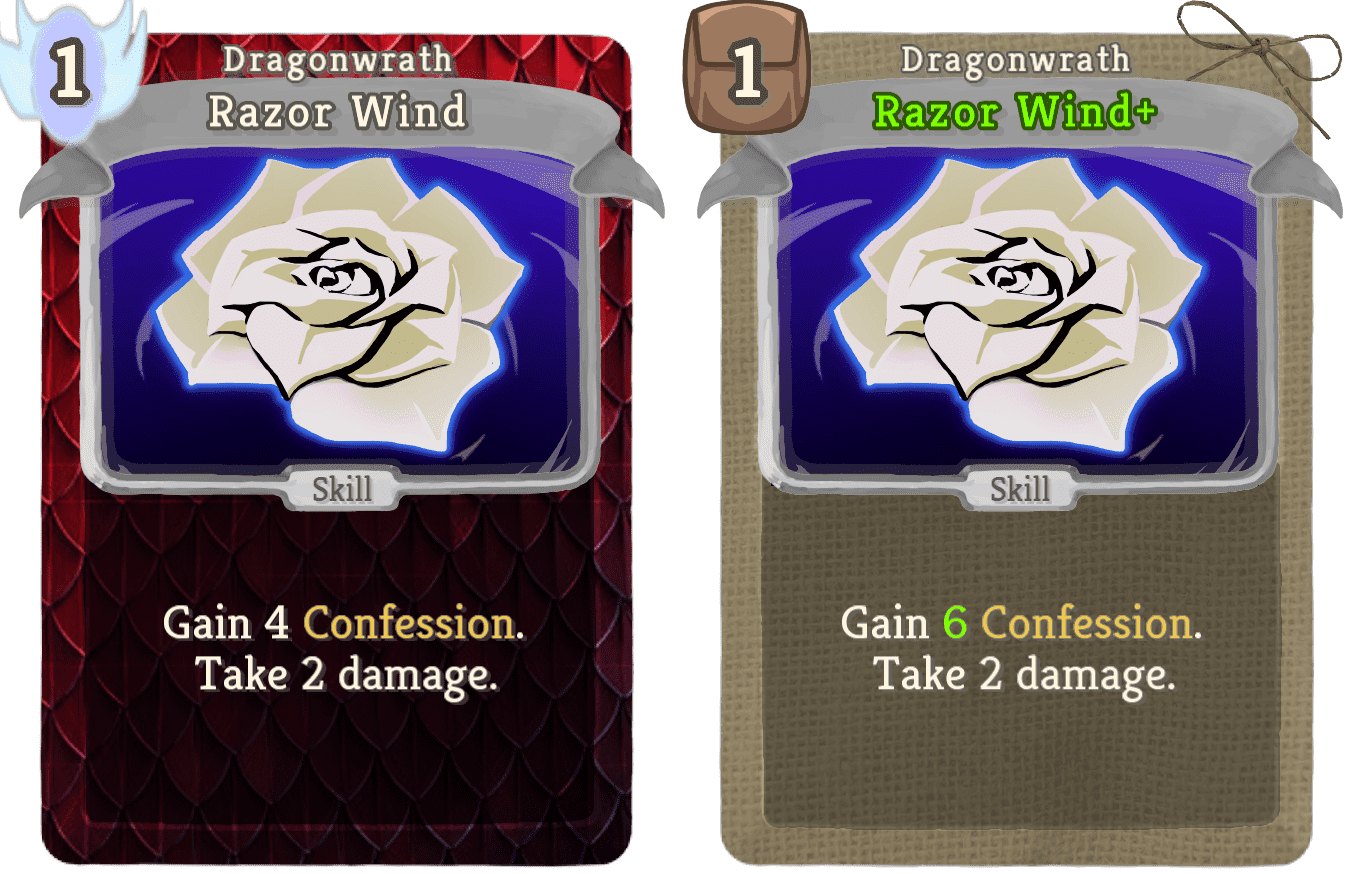 1
Dragonwrath
Razor Wind
Skill
Gain 4 Confession.
Take 2 damage.
1
Dragonwrath
Razor Wind+
Skill
Gain 6 Confession.
Take 2 damage.